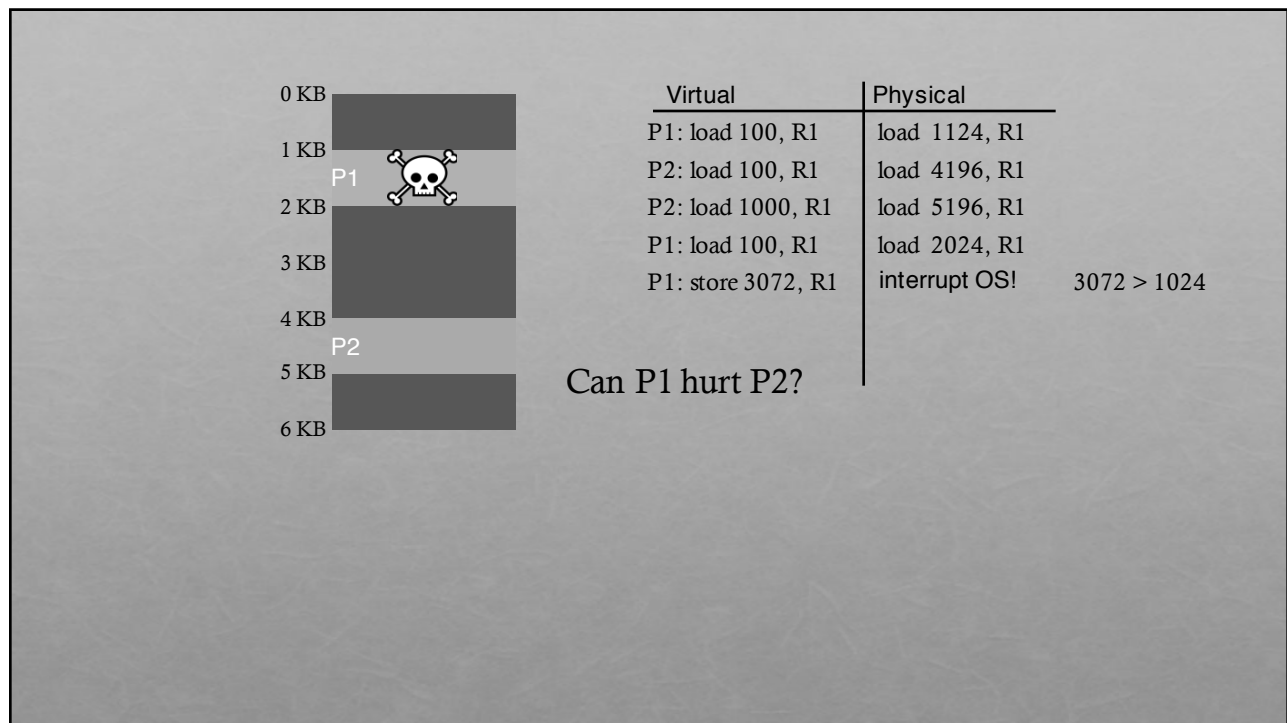 0 KB
1 KB
P1
2 KB
3 KB
4 KB
P2
5 KB
6 KB
Virtual Physical
P1: load 100, R1 load 1124, R1
P2: load 100, R1 load 4196, R1
P2: load 1000, R1 load 5196, R1
P1: load 100, R1 load 2024, R1
P1: store 3072, R1 interrupt OS! 3072 > 1024
Can P1 hurt P2?